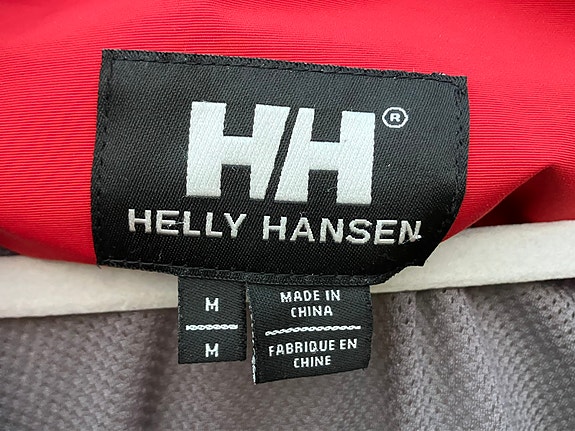 HH®
HELLY HANSEN
M
M
MADE IN
CHINA
FABRIQUE EN
CHINE